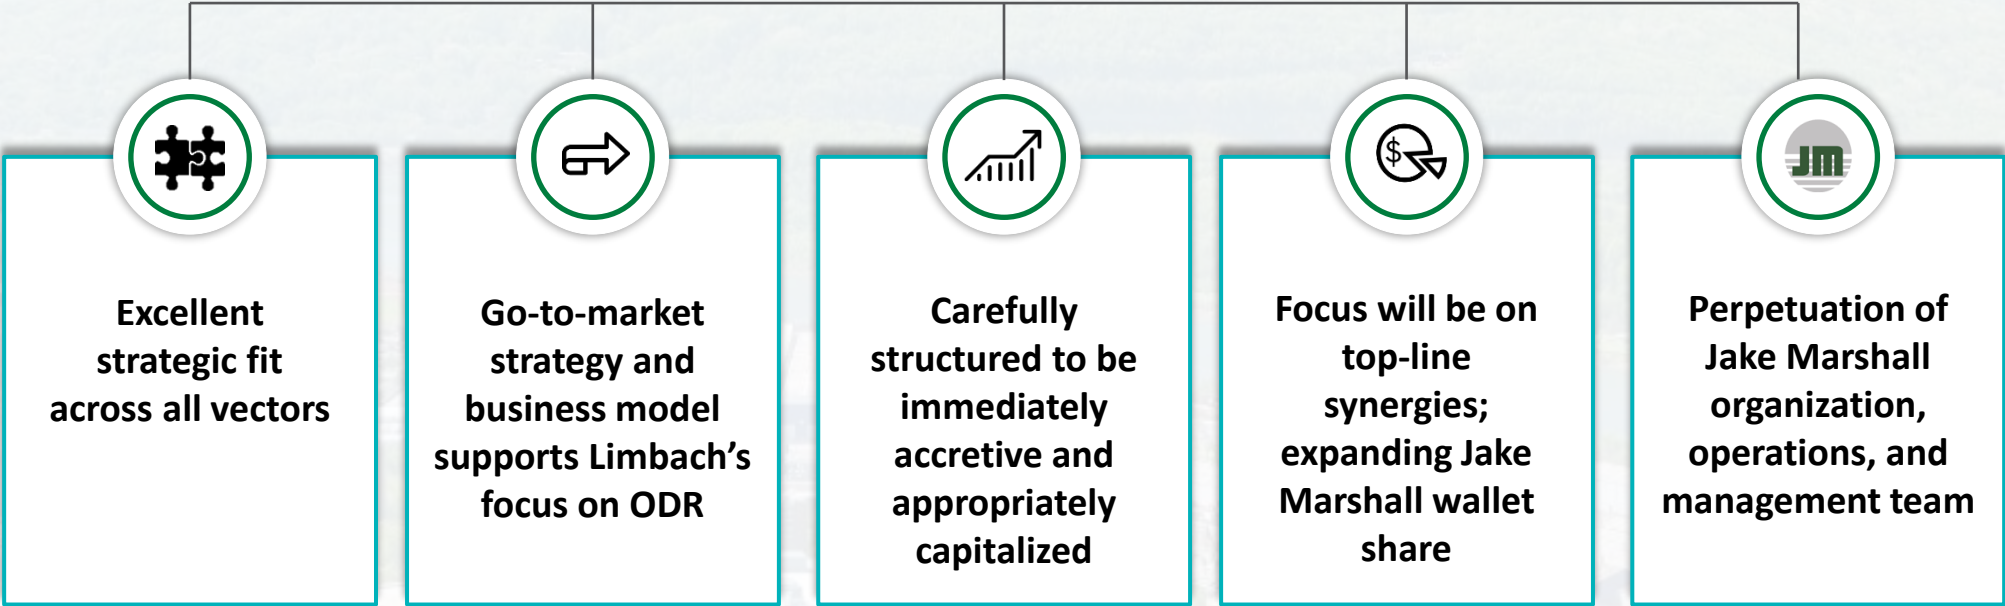 Excellent
strategic fit
across all vectors
Go-to-market
strategy and
business model
supports Limbach’s
focus on ODR
$
Carefully
structured to be
immediately
accretive and
appropriately
capitalized
Focus will be on
top-line
synergies;
expanding Jake
Marshall wallet
share
JM
Perpetuation of
Jake Marshall
organization,
operations, and
management team